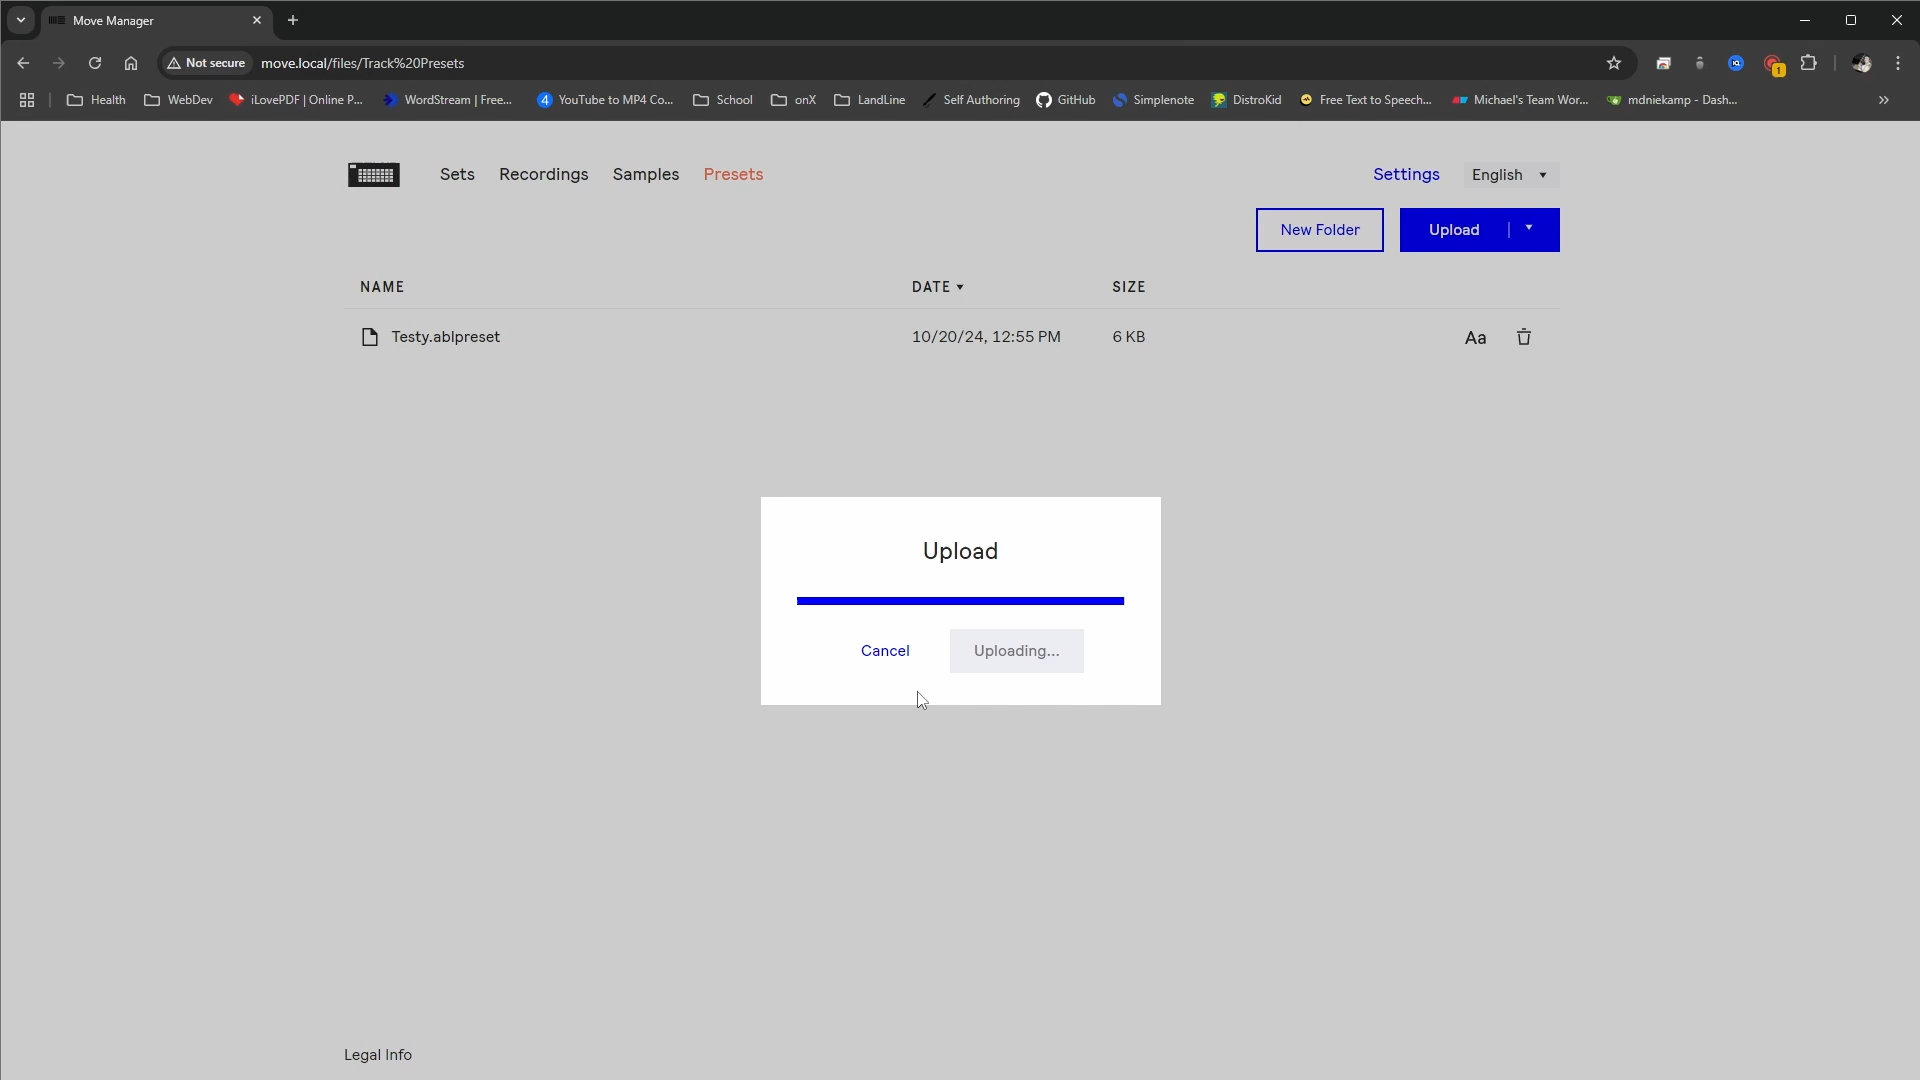 Move Manager
Not secure move.local/files/Track%20Presets
1
Health WebDev iLovePDF | Online P... WordStream | Free... 4 YouTube to MP4 Co... School onX LandLine Self Authoring GitHub Simplenote DistroKid Free Text to Speech... Michael's Team Wor... mdniekamp - Dash...
Sets Recordings Samples Presets Settings English
New Folder Upload
NAME DATE SIZE
Testy.ablpreset 10/20/24, 12:55 PM 6 KB Aa
Upload
Cancel Uploading...
Legal Info